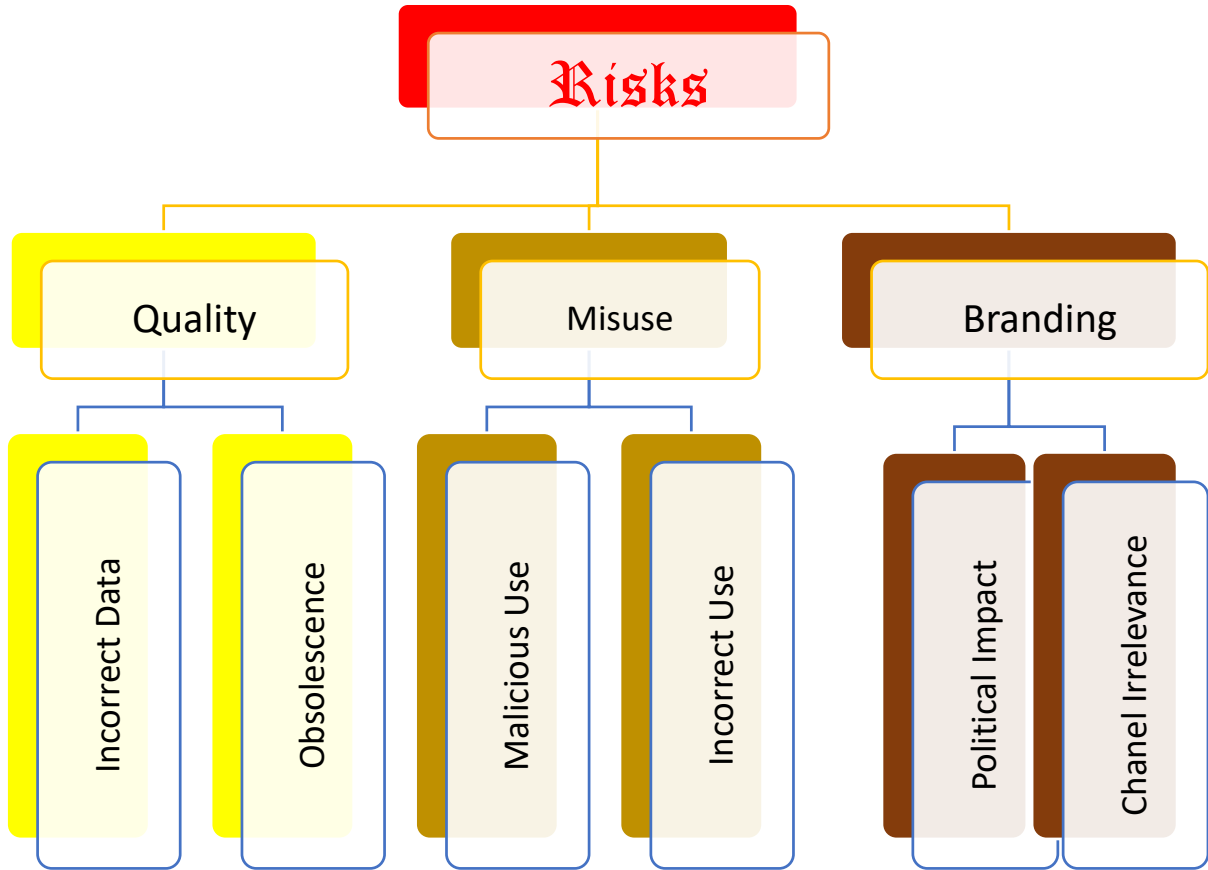 Risks
Quality
Misuse
Branding
Incorrect Data
Obsolescence
Malicious Use
Incorrect Use
Political Impact
Chanel Irrelevance